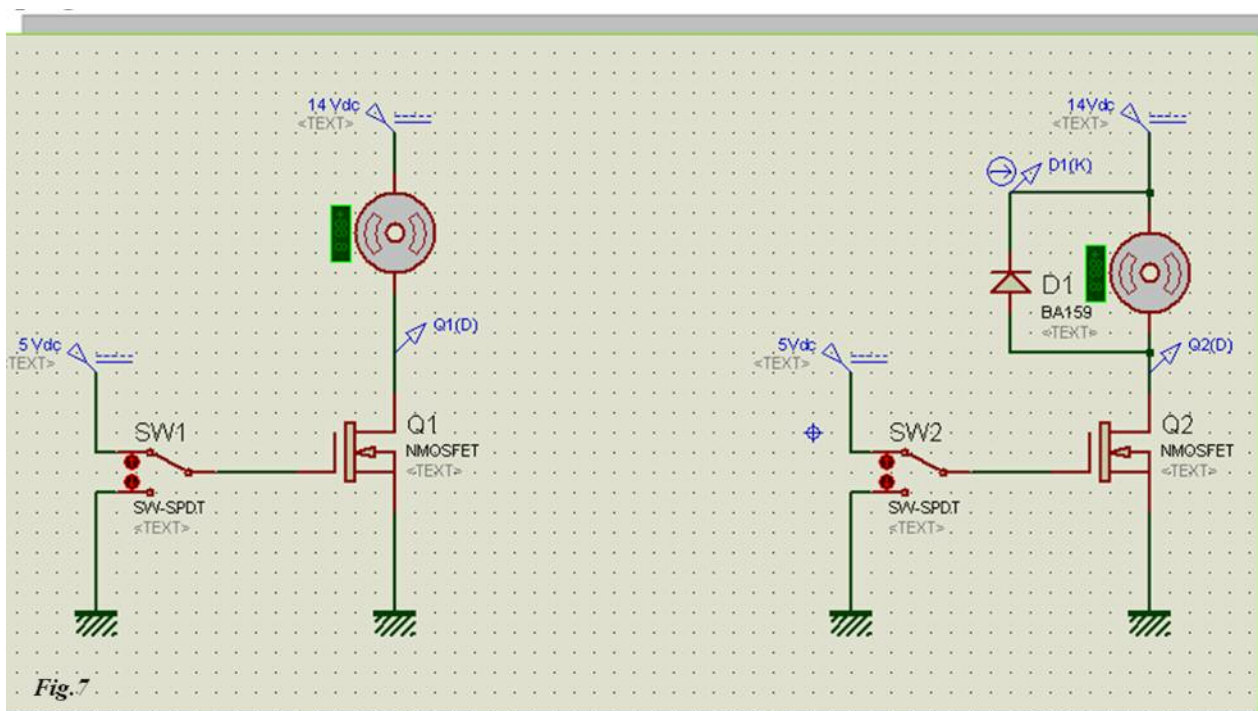 14 Vdc
<TEXT>
5 Vdc
<TEXT>
SW1
SW-SPDT
<TEXT>
Q1(D)
Q1
NMOSFET
<TEXT>
14Vdc
<TEXT>
D1(K)
D1
BA159
<TEXT>
5Vdc
<TEXT>
SW2
SW-SPDT
<TEXT>
Q2(D)
Q2
NMOSFET
<TEXT>
Fig.7